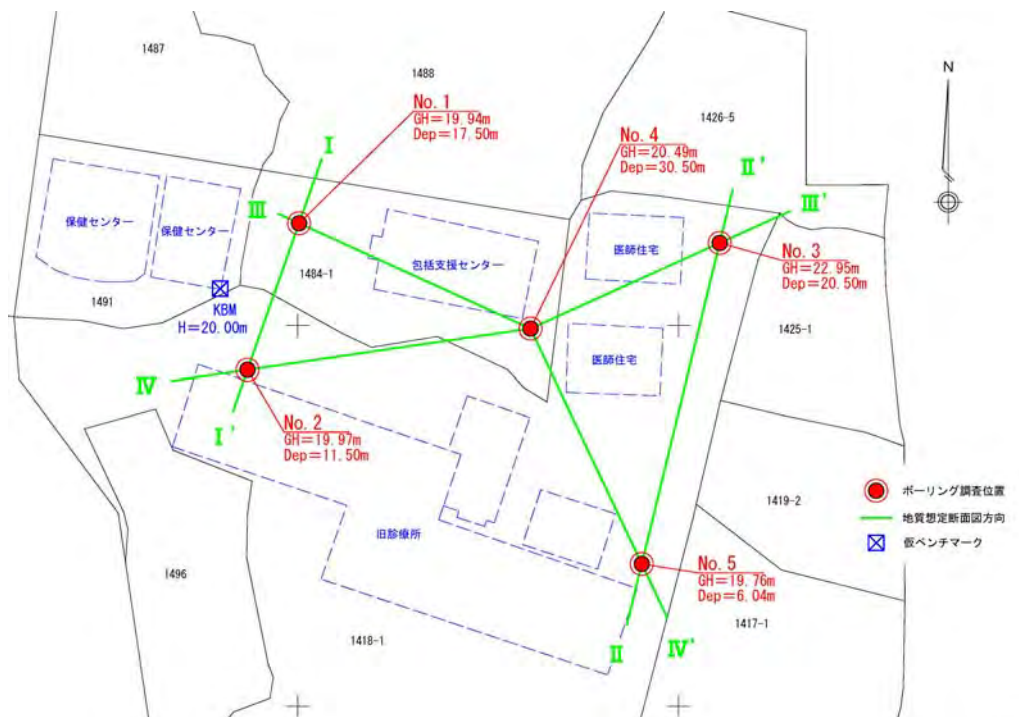 1487
1488
No. 1
GH=19.94m
Dep=17.50m
N
1426-5
No. 4
GH=20.49m
Dep=30.50m
I
II'
III
III'
保健センター
保健センター
包括支援センター
医師住宅
No. 3
GH=22.95m
Dep=20.50m
1484-1
1491
KBM
H=20.00m
1425-1
医師住宅
IV
I'
No. 2
GH=19.97m
Dep=11.50m
ボーリング調査位置
地質想定断面図方向
仮ベンチマーク
1419-2
旧診療所
1496
No. 5
GH=19.76m
Dep=6.04m
1417-1
1418-1
II
IV'